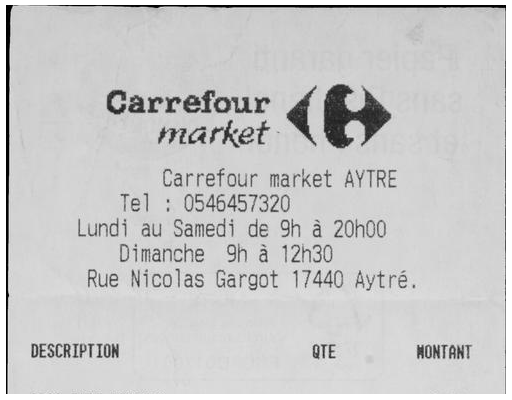 Carrefour
market
Carrefour market AYTRE
Tel : 0546457320
Lundi au Samedi de 9h à 20h00
Dimanche 9h à 12h30
Rue Nicolas Gargot 17440 Aytré.
DESCRIPTION QTE MONTANT